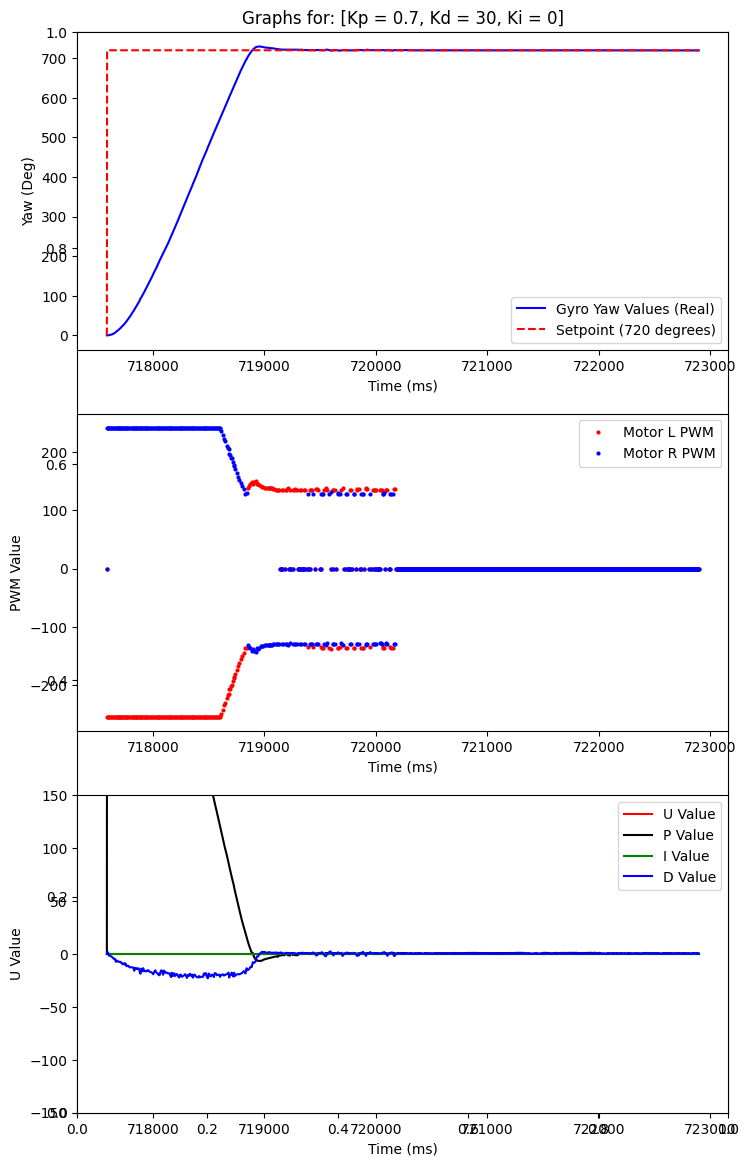 Graphs for: [Kp = 0.7, Kd = 30, Ki = 0]
1.0
700
600
500
400
300
0.8
200
100
0
Yaw (Deg)
Gyro Yaw Values (Real)
Setpoint (720 degrees)
718000 719000 720000 721000 722000 723000
Time (ms)
200
0.6
100
0
−100
0.4
−200
PWM Value
Motor L PWM
Motor R PWM
718000 719000 720000 721000 722000 723000
Time (ms)
150
100
0.2
50
0
−50
−100
−150
0.0
U Value
U Value
P Value
I Value
D Value
0.0 718000 0.2 719000 0.4 720000 0.6 721000 0.8 722000 723000 1.0
Time (ms)